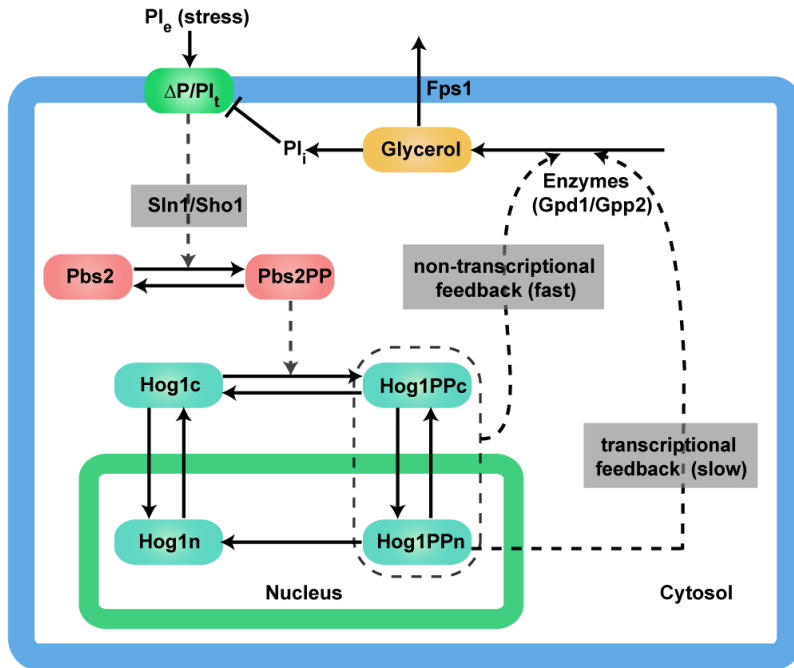 PIe (stress)
ΔP/PIt
Fps1
PIi
Glycerol
Enzymes
(Gpd1/Gpp2)
Sln1/Sho1
non-transcriptional
feedback (fast)
Pbs2
Pbs2PP
Hog1c
Hog1PPc
transcriptional
feedback (slow)
Hog1n
Hog1PPn
Nucleus
Cytosol